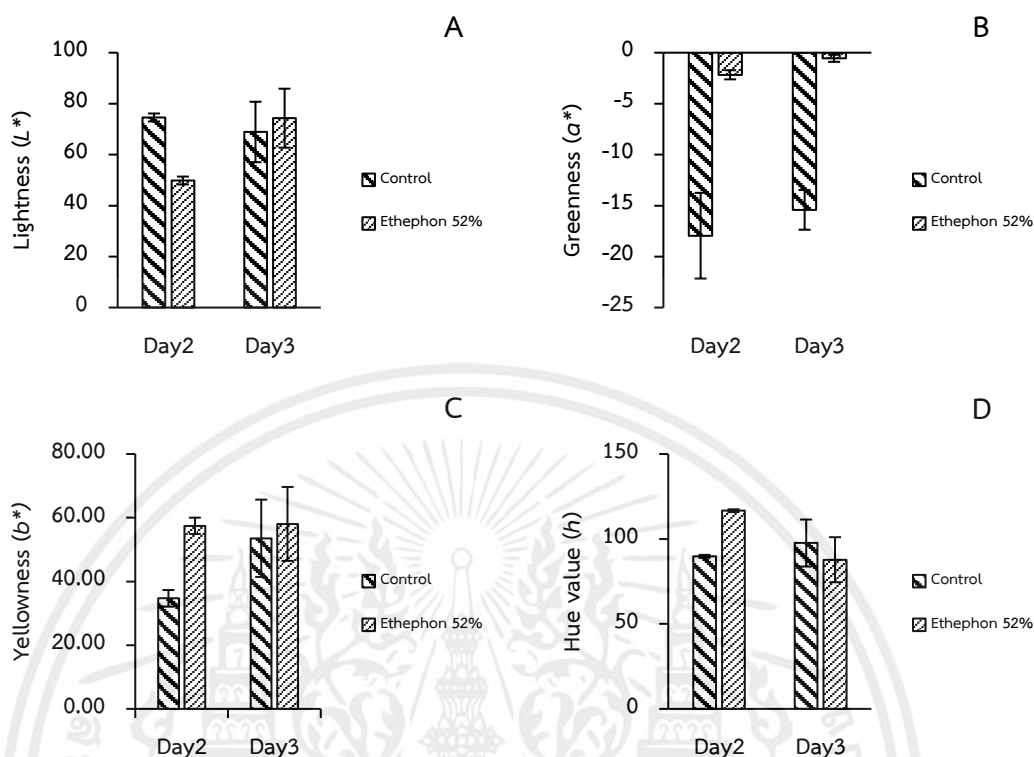 A
100
80
60
40
20
0
Lightness (L*)
Day2 Day3
Control
Ethephon 52%
B
0
-5
-10
-15
-20
-25
Greenness (a*)
Day2 Day3
Control
Ethephon 52%
C
80.00
60.00
40.00
20.00
0.00
Yellowness (b*)
Day2 Day3
Control
Ethephon 52%
D
150
100
50
0
Hue value (h)
Day2 Day3
Control
Ethephon 52%